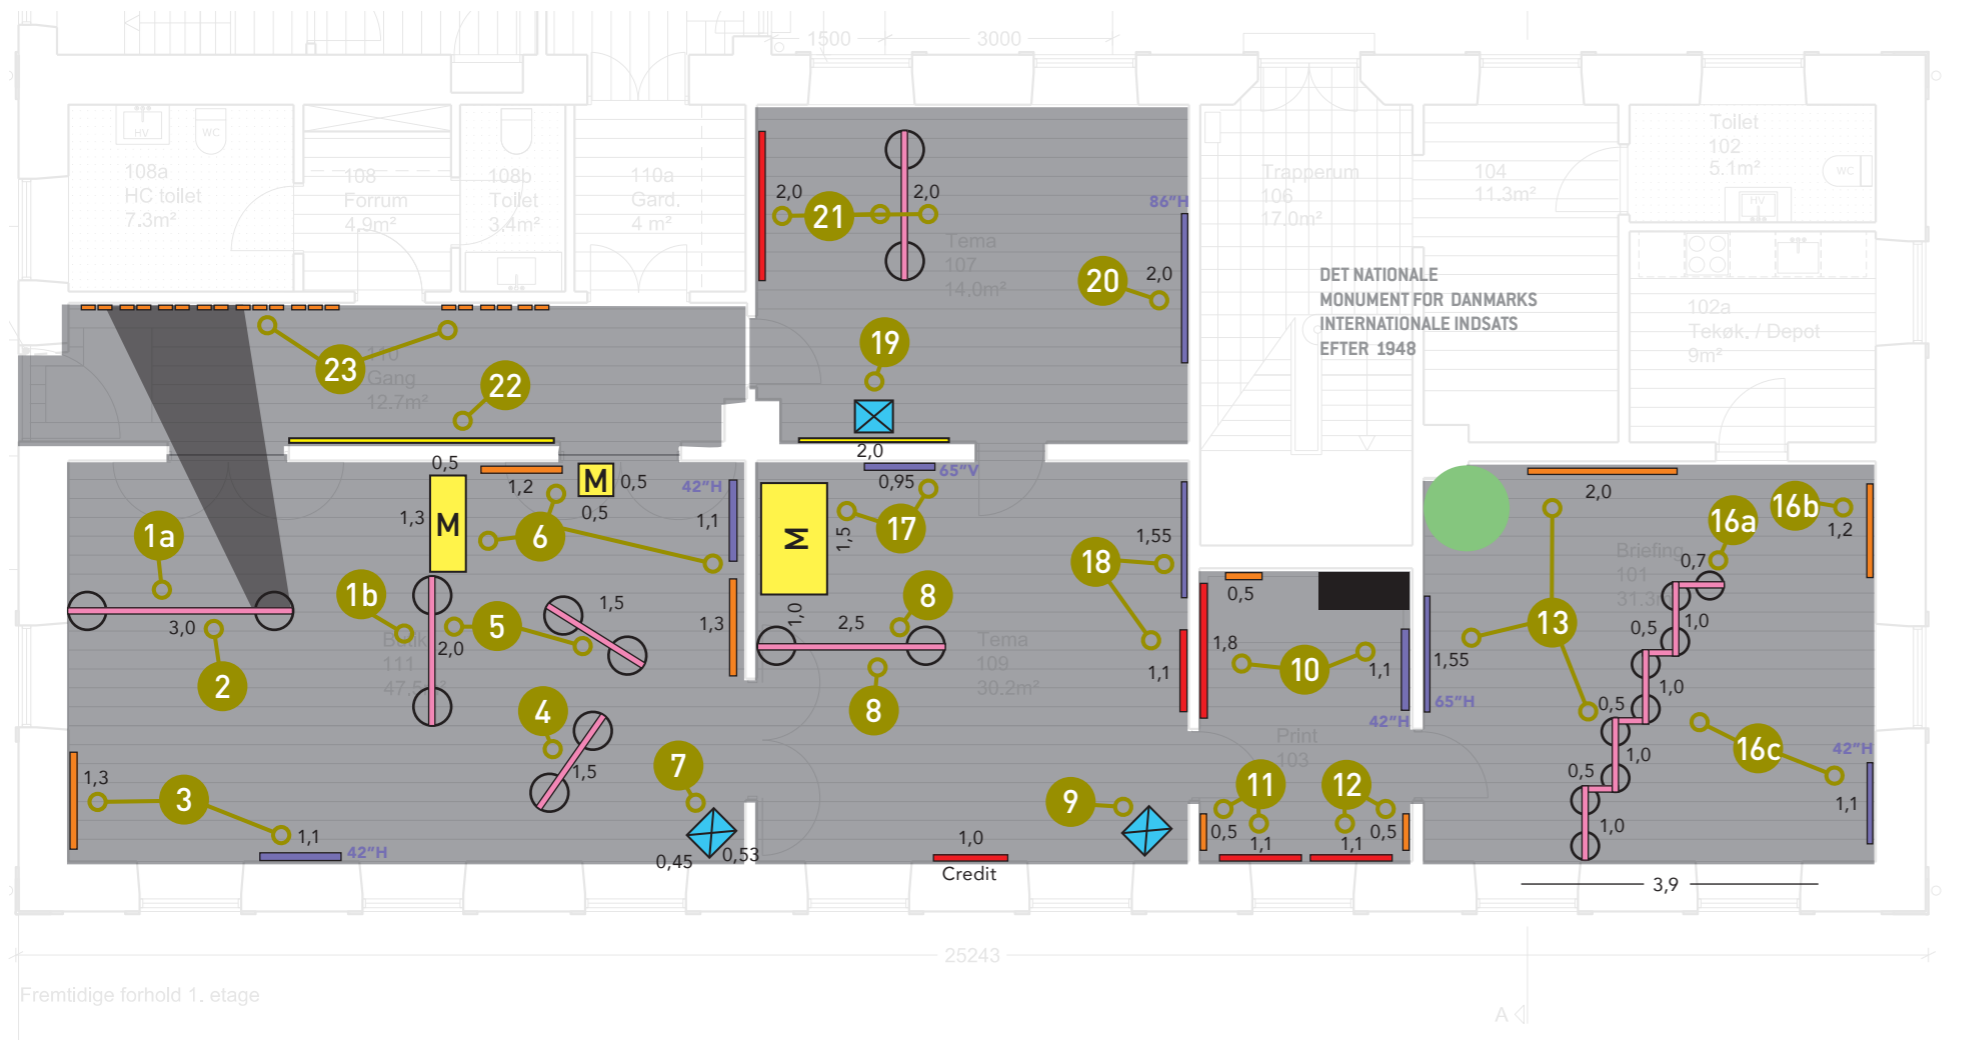 1500
3000
HV
WC
108a
HC toilet
7.3m²
108
Forrum
4.9m²
108b
Toilet
3.4m²
110a
Gard.
4 m²
2,0
21
2,0
86"H
Tema
107
14,0m²
20
2,0
Trapperum
106
17.0m²
104
11.3m²
Toilet
102
5.1m²
WC
HV
DET NATIONALE
MONUMENT FOR DANMARKS
INTERNATIONALE INDSATS
EFTER 1948
102a
Tekøk. / Depot
9m²
23
110
Gang
12.7m²
22
19
2,0
65"V
0,95
0,5
1,2
M
0,5
0,5
42"H
1,1
1,3
M
1a
6
1b
3,0
2
2,0
5
1,5
1,3
111
4
1,5
7
1,3
3
1,1
42"H
0,45
0,53
M
1,5
1,0
17
18
1,55
8
2,5
8
Tema
109
30.2m²
1,1
9
1,0
Credit
0,5
1,8
10
1,1
42"H
Print
103
11
12
0,5
1,1
1,1
0,5
2,0
16a
16b
1,2
Briefing
101
0,7
13
1,55
65"H
0,5
1,0
0,5
1,0
0,5
1,0
1,0
16c
42"H
1,1
3,9
25243
Fremtidige forhold 1. etage
A